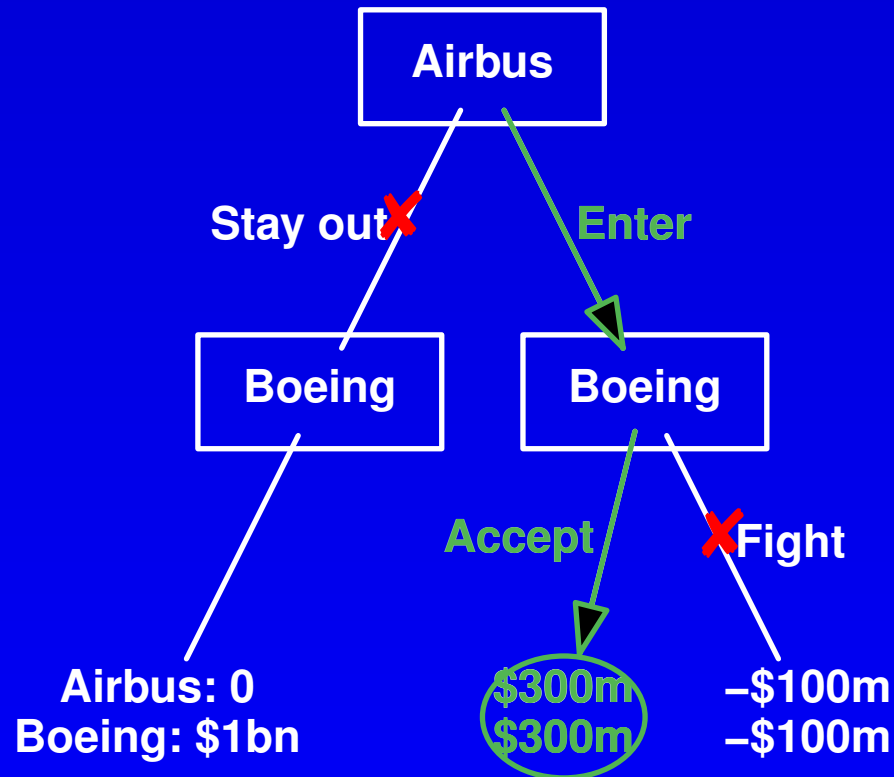 Airbus
Stay out
Enter
Boeing
Boeing
Accept
Fight
Airbus: 0
Boeing: $1bn
$300m
$300m
–$100m
–$100m